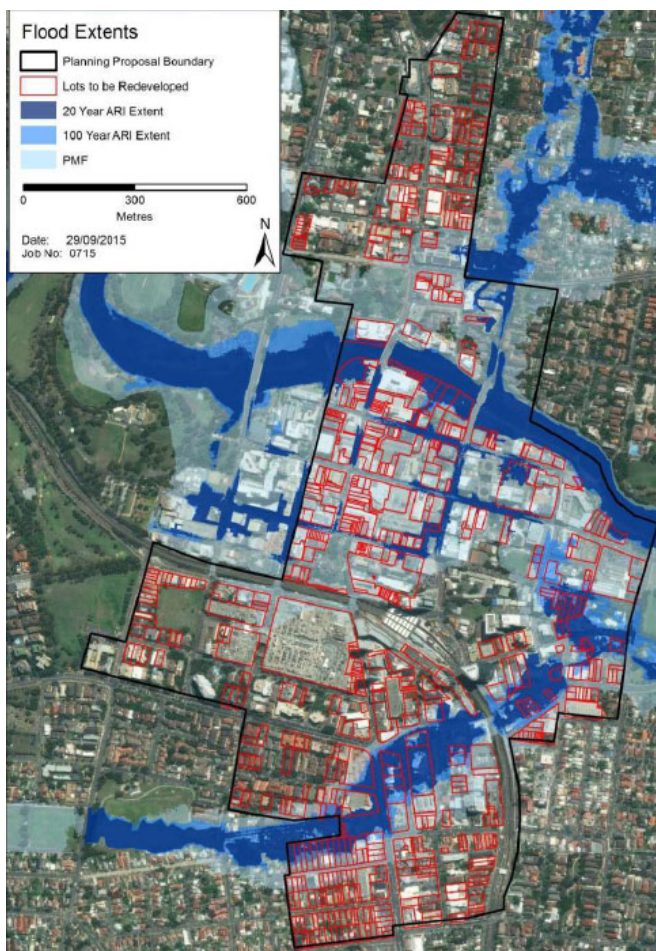 Flood Extents
Planning Proposal Boundary
Lots to be Redeveloped
20 Year ARI Extent
100 Year ARI Extent
PMF
0 300 600
Metres
N
Date: 29/09/2015
Job No: 0715